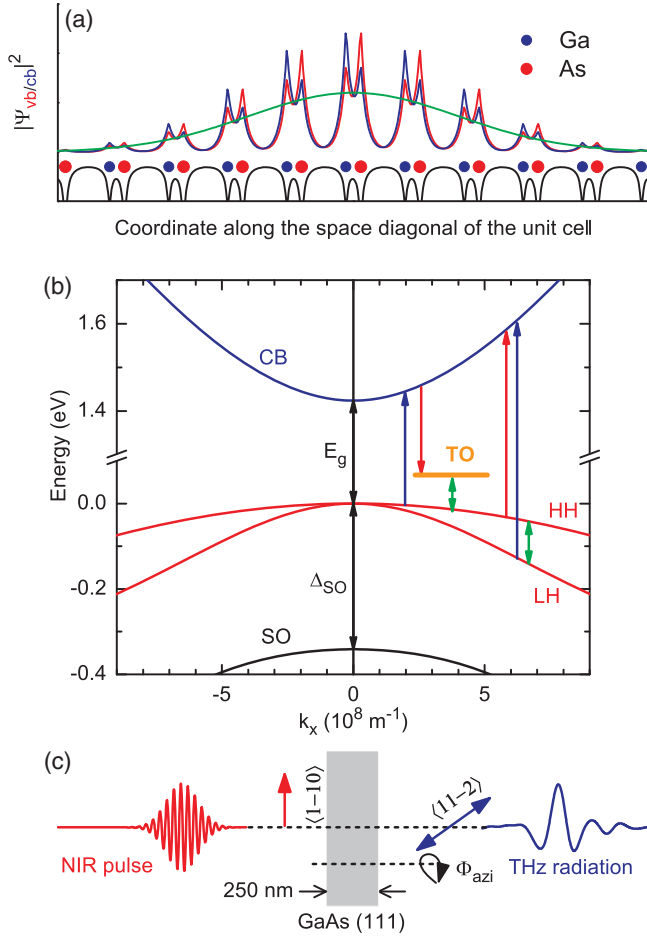 (a)
|Ψvb/cb|²
Ga
As
Coordinate along the space diagonal of the unit cell
(b)
Energy (eV)
1.6
1.4
0.0
-0.2
-0.4
CB
Eg
TO
HH
LH
ΔSO
SO
-5 0 5
kx (10⁸ m⁻¹)
(c)
NIR pulse
⟨1–10⟩
⟨11–2⟩
THz radiation
Φazi
250 nm
GaAs (111)